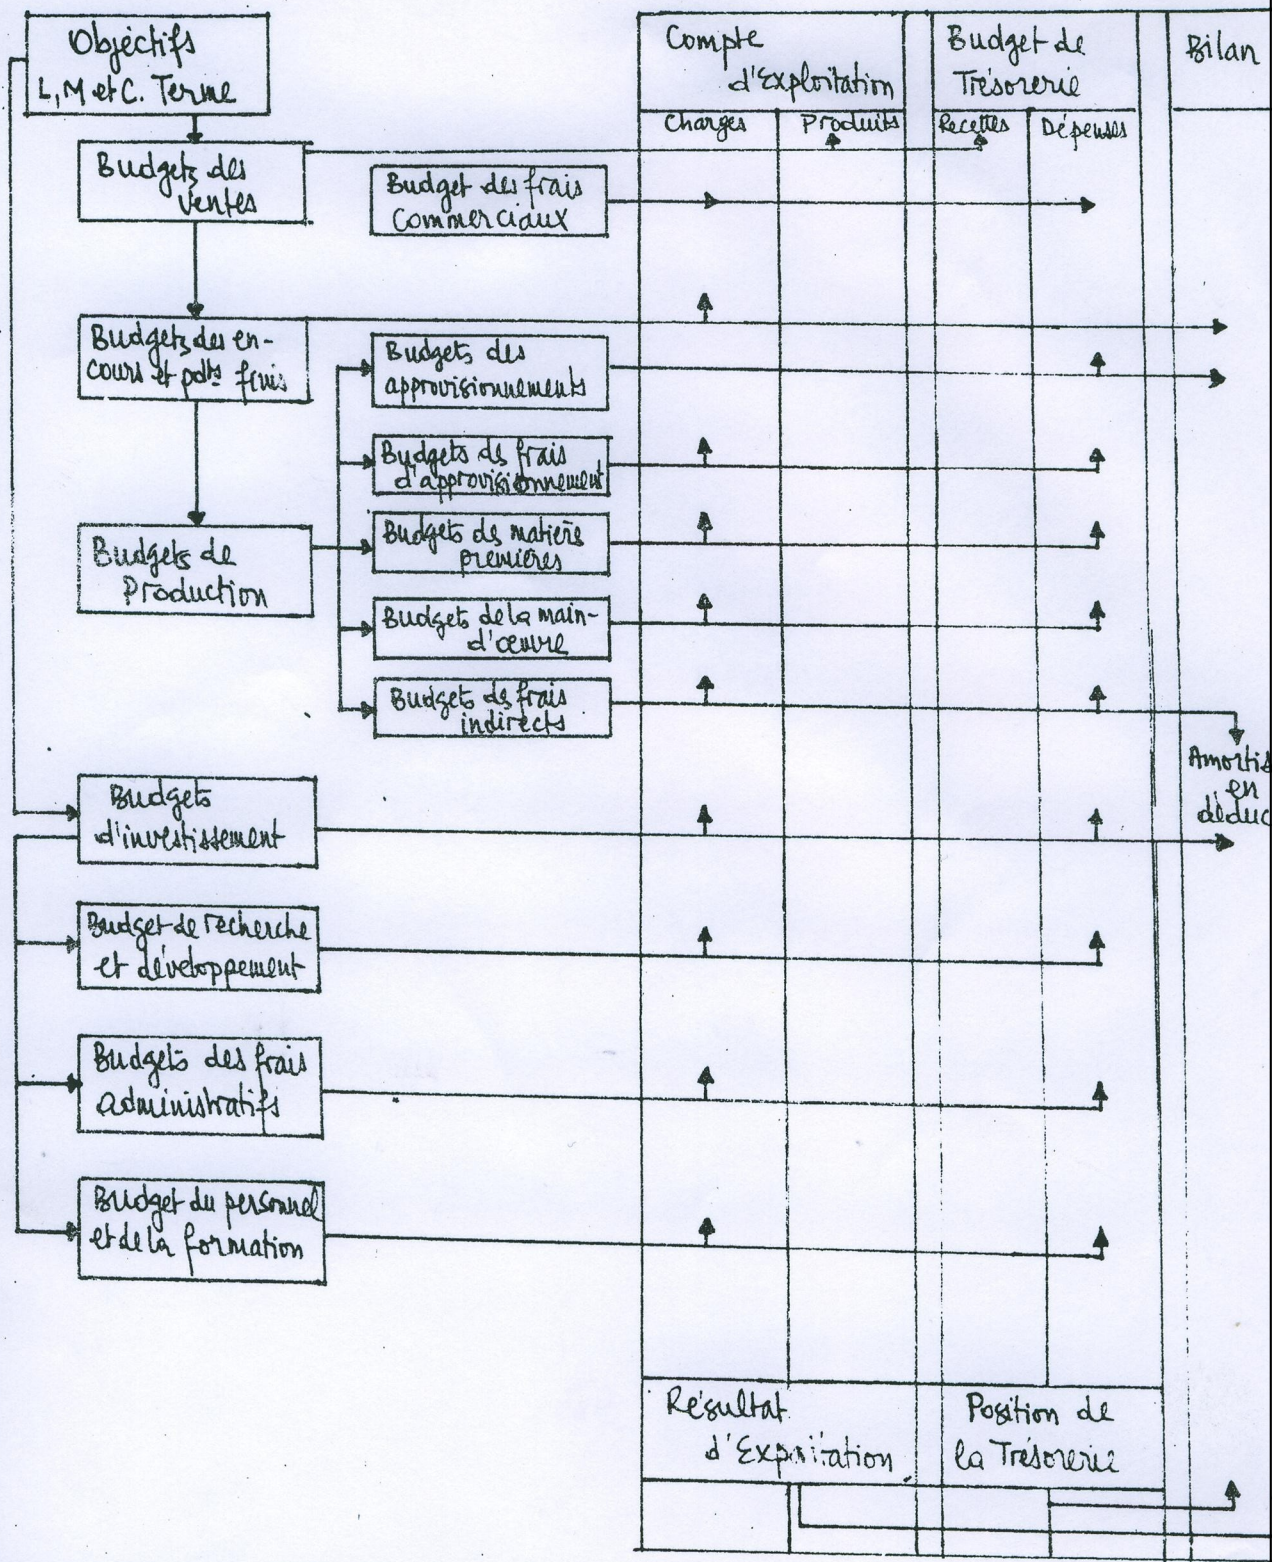 Objéctifs
L, M et C. Terme
Compte
d'Exploitation
Budget de
Trésorerie
Bilan
Charges
Produits
Recettes
Dépenses
Budgets des
ventes
Budget des frais
Commerciaux
Budgets des en-
cours et pdts finis
Budgets des
approvisionnements
Budgets des frais
d'approvisionnement
Budgets de
Production
Budgets des matières
premières
Budgets de la main-
d'œuvre
Budgets des frais
indirects
Amortis
en
déduc
Budgets
d'investissement
Budget de recherche
et développement
Budgets des frais
administratifs
Budget du personnel
et de la formation
Résultat
d'Exploitation
Position de
la Trésorerie